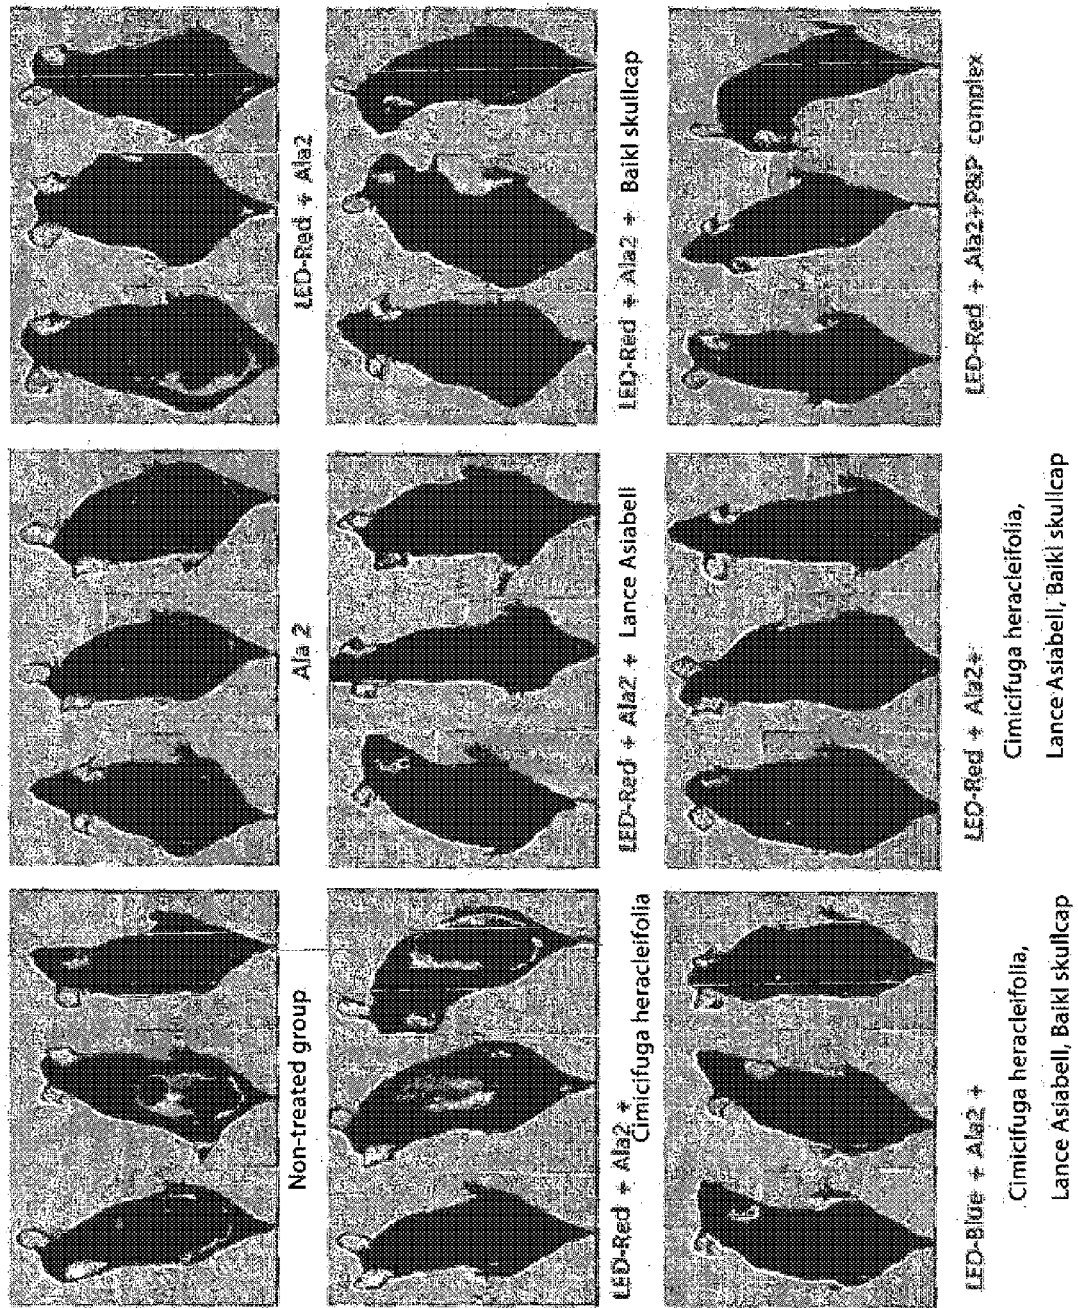 Non-treated group
Ala 2
LED-Red + Ala2
LED-Red + Ala2 +
Cimicifuga heracleifolia
LED-Red + Ala2 + Lance Asiabell
LED-Red + Ala2 + Baikl skullcap
LED-Blue + Ala2 +
Cimicifuga heracleifolia,
Lance Asiabell, Baikl skullcap
LED-Red + Ala2+
Cimicifuga heracleifolia,
Lance Asiabell, Baikl skullcap
LED-Red + Ala2+P&P complex